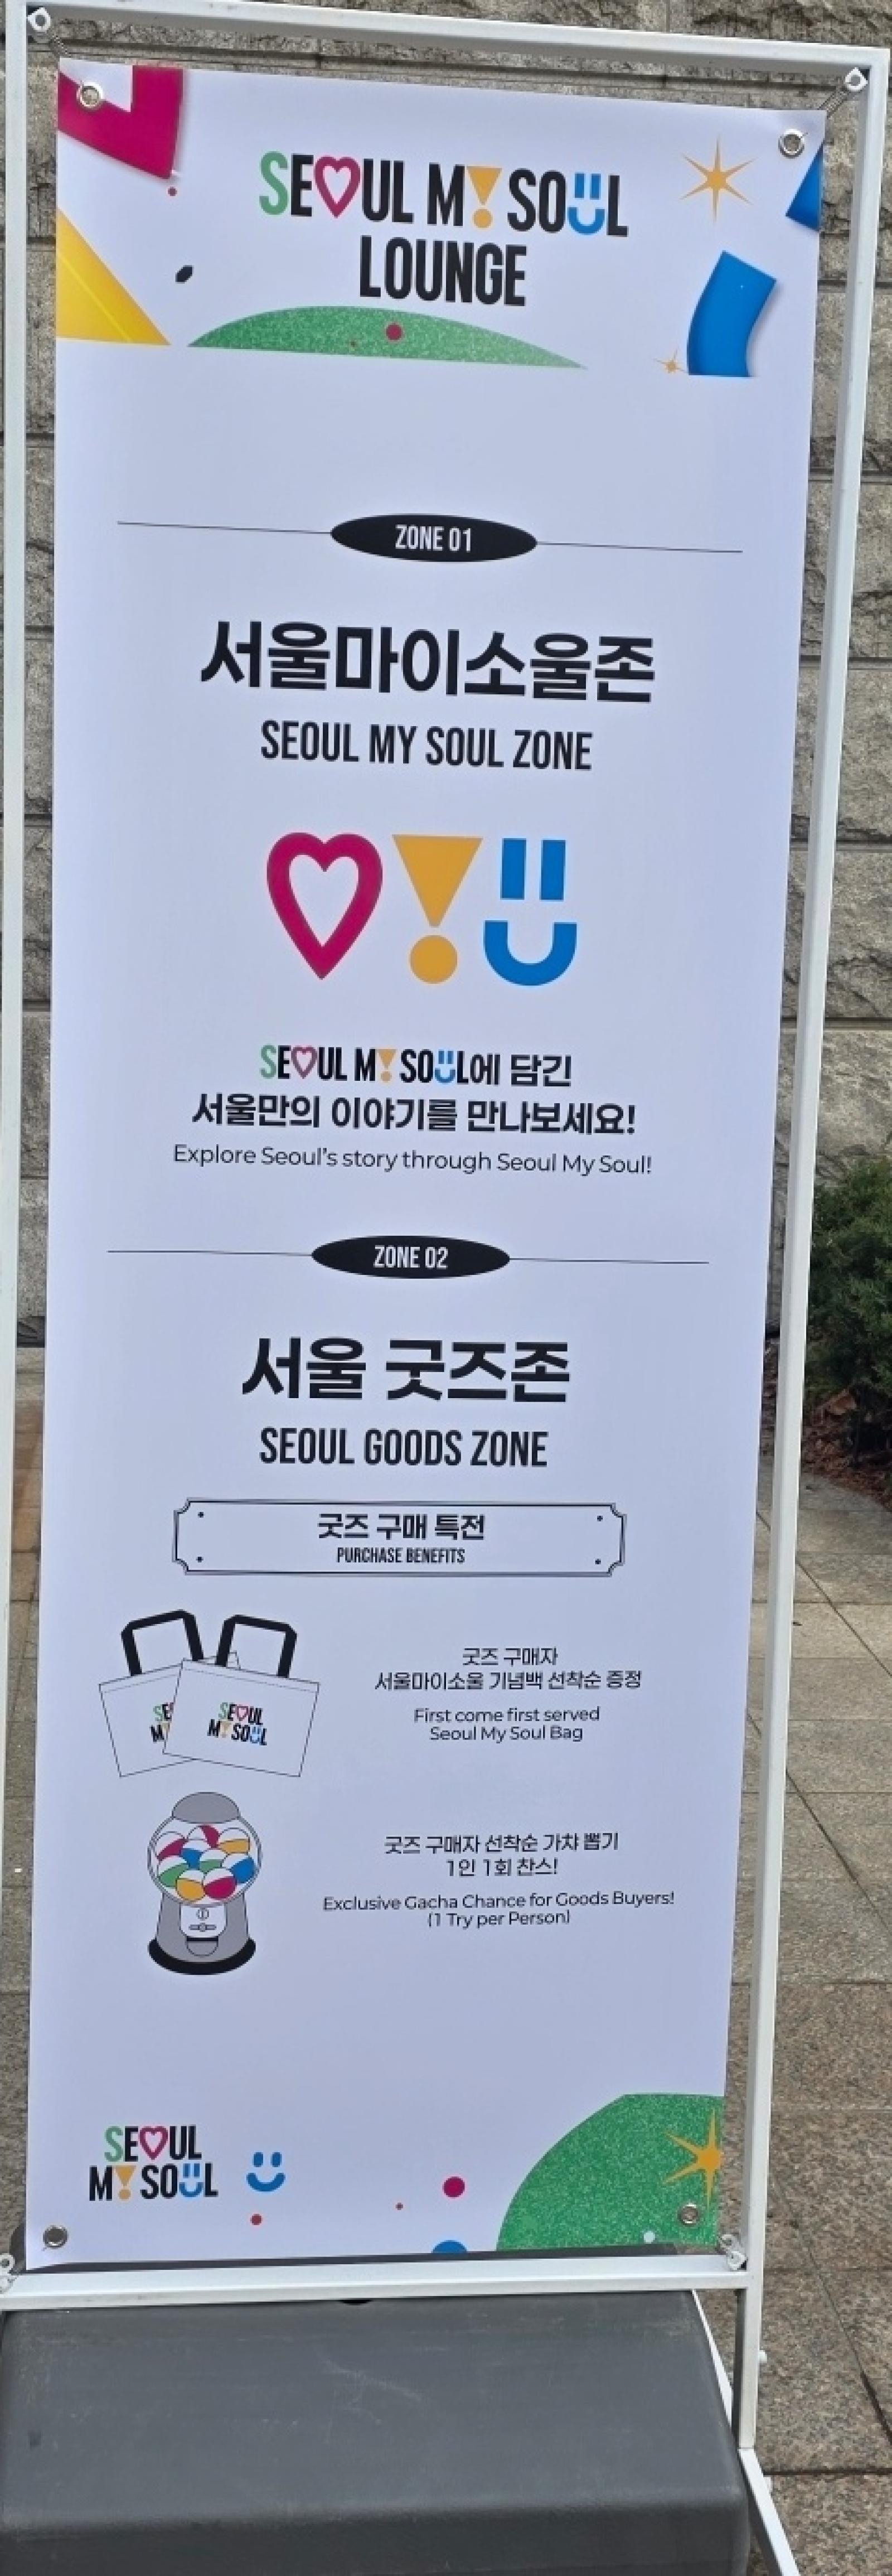 SEOUL MY SOUL
LOUNGE
ZONE 01
서울마이소울존
SEOUL MY SOUL ZONE
SEOUL MY SOUL에 담긴
서울만의 이야기를 만나보세요!
Explore Seoul's story through Seoul My Soul!
ZONE 02
서울 굿즈존
SEOUL GOODS ZONE
굿즈 구매 특전
PURCHASE BENEFITS
SE
M
SEOUL
MY SOUL
굿즈 구매자
서울마이소울 기념백 선착순 증정
First come first served
Seoul My Soul Bag
굿즈 구매자 선착순 가챠 뽑기
1인 1회 찬스!
Exclusive Gacha Chance for Goods Buyers!
(1 Try per Person)
SEOUL
MY SOUL